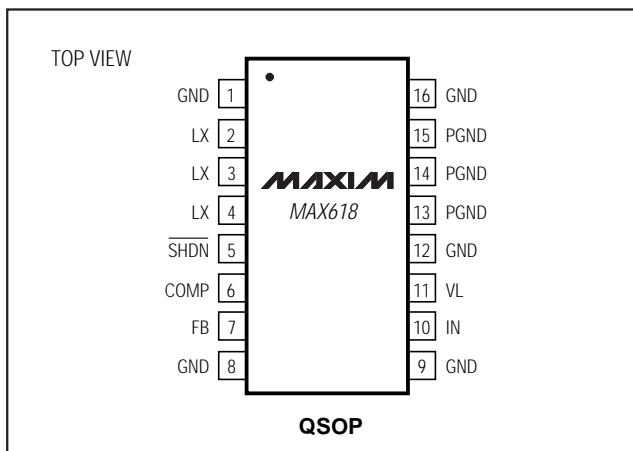 TOP VIEW
GND 1
LX 2
LX 3
LX 4
SHDN 5
COMP 6
FB 7
GND 8
MAXIM
MAX618
16 GND
15 PGND
14 PGND
13 PGND
12 GND
11 VL
10 IN
9 GND
QSOP